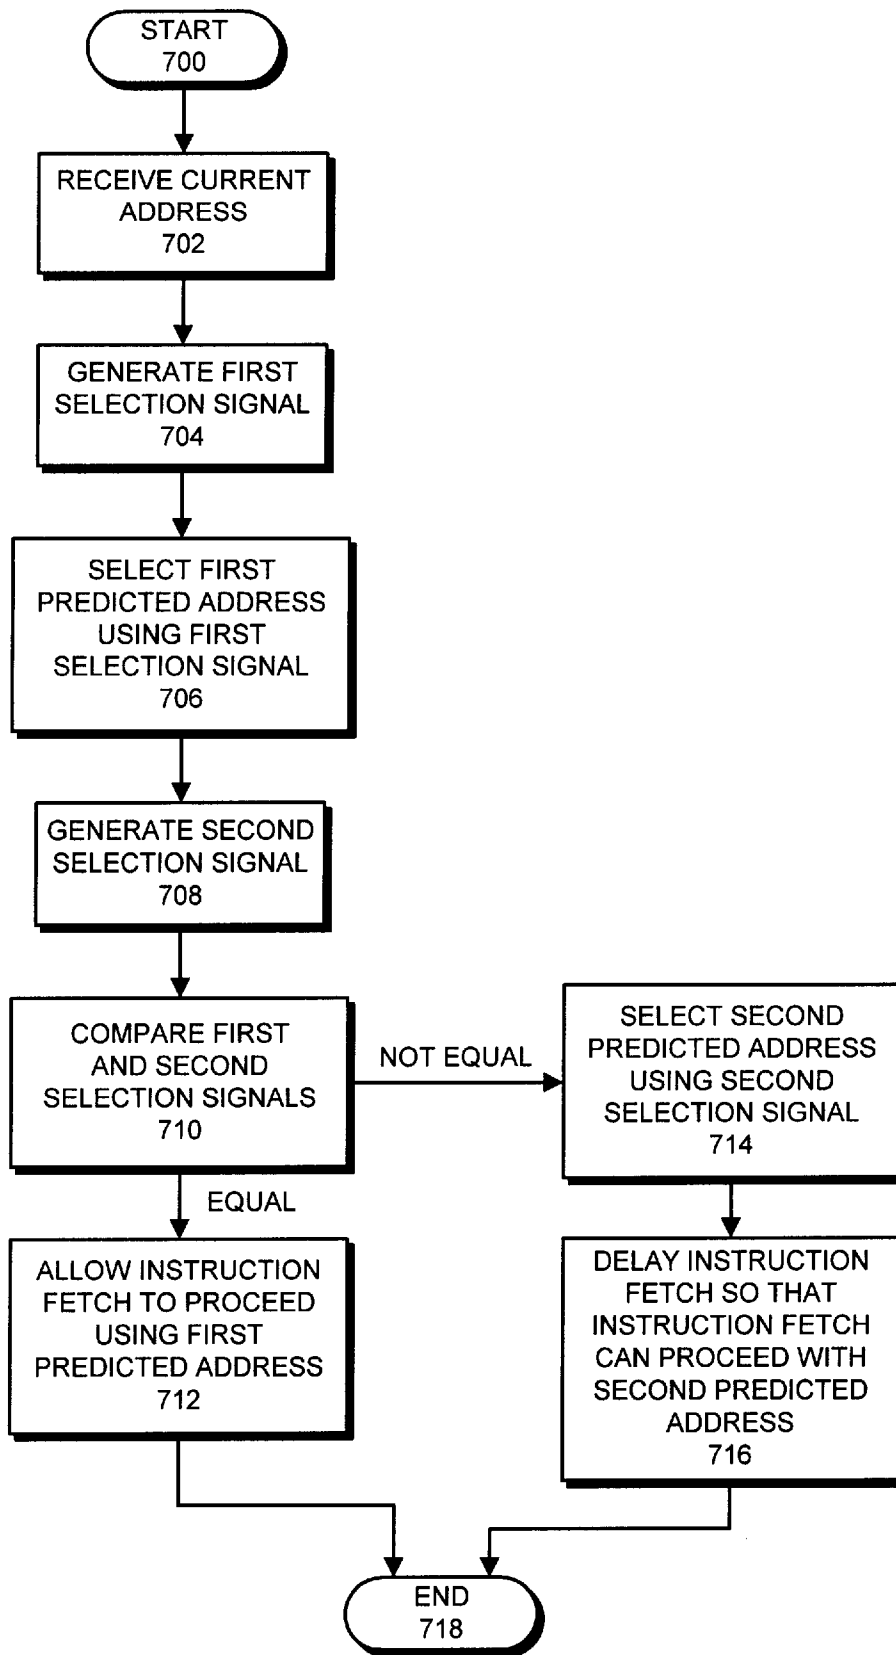 START
700
RECEIVE CURRENT
ADDRESS
702
GENERATE FIRST
SELECTION SIGNAL
704
SELECT FIRST
PREDICTED ADDRESS
USING FIRST
SELECTION SIGNAL
706
GENERATE SECOND
SELECTION SIGNAL
708
COMPARE FIRST
AND SECOND
SELECTION SIGNALS
710
NOT EQUAL
SELECT SECOND
PREDICTED ADDRESS
USING SECOND
SELECTION SIGNAL
714
EQUAL
ALLOW INSTRUCTION
FETCH TO PROCEED
USING FIRST
PREDICTED ADDRESS
712
DELAY INSTRUCTION
FETCH SO THAT
INSTRUCTION FETCH
CAN PROCEED WITH
SECOND PREDICTED
ADDRESS
716
END
718